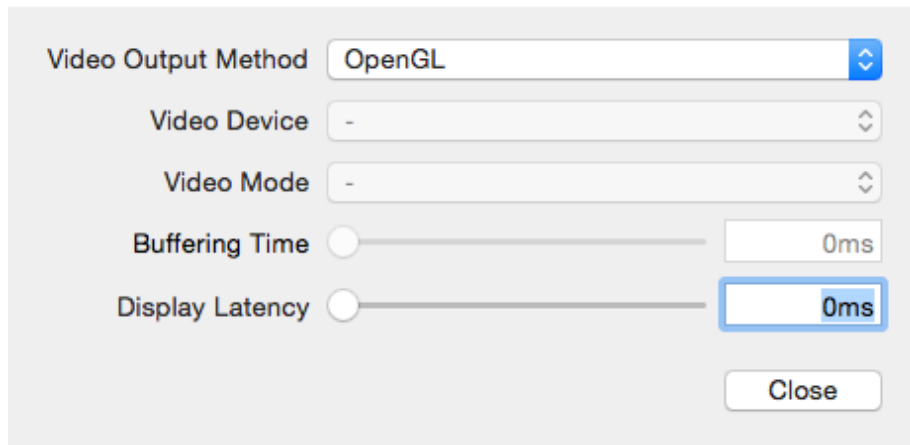 Video Output Method OpenGL
Video Device -
Video Mode -
Buffering Time 0ms
Display Latency 0ms
Close